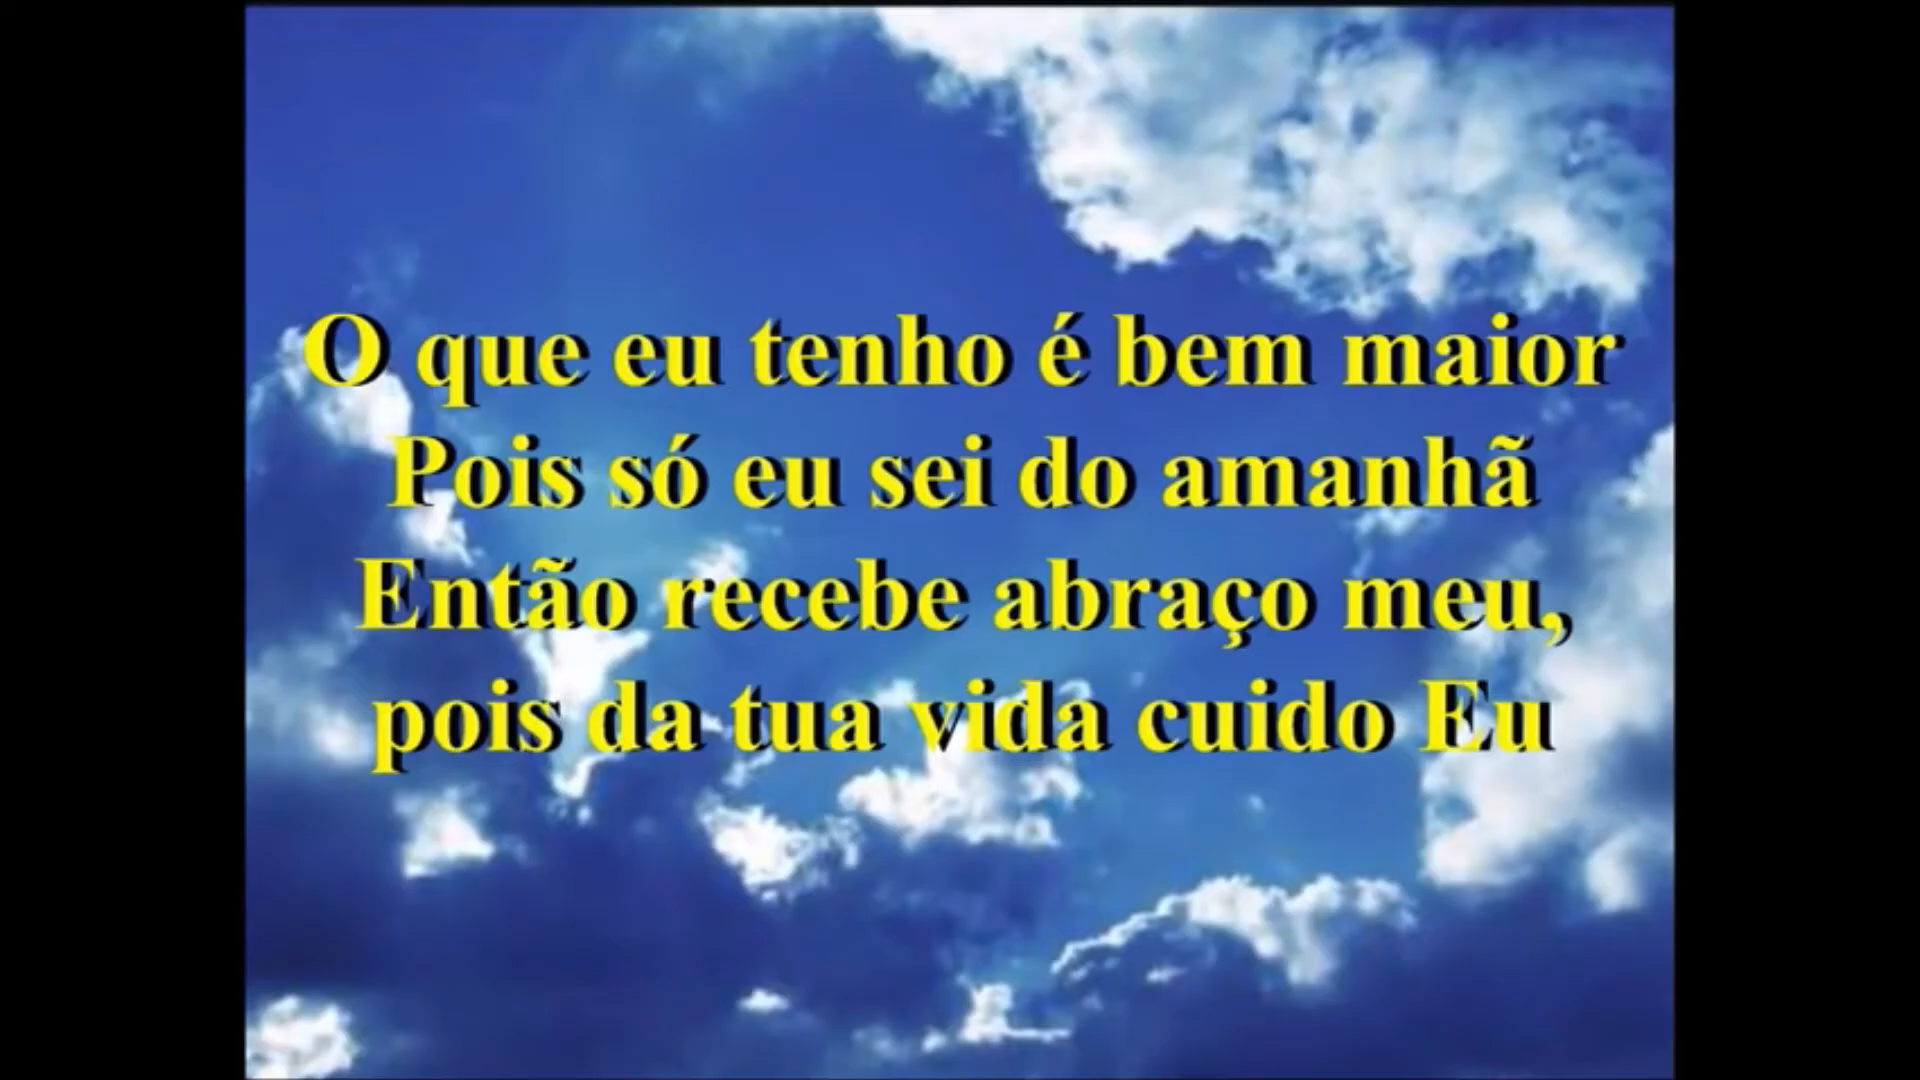 O que eu tenho é bem maior
Pois só eu sei do amanhã
Então recebe abraço meu,
pois da tua vida cuido Eu